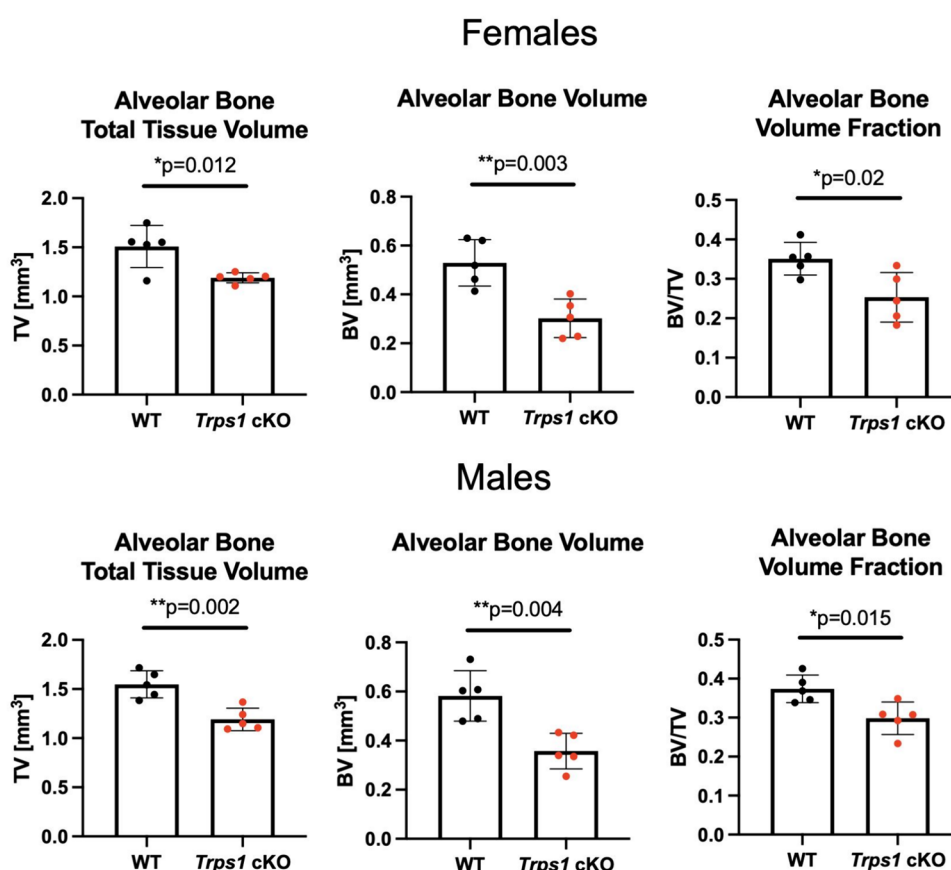 Females
Alveolar Bone
Total Tissue Volume
*p=0.012
TV [mm³]
2.0
1.5
1.0
0.5
0.0
WT
Trps1 cKO
Alveolar Bone Volume
**p=0.003
BV [mm³]
0.8
0.6
0.4
0.2
0.0
WT
Trps1 cKO
Alveolar Bone
Volume Fraction
*p=0.02
BV/TV
0.5
0.4
0.3
0.2
0.1
0.0
WT
Trps1 cKO
Males
Alveolar Bone
Total Tissue Volume
**p=0.002
TV [mm³]
2.0
1.5
1.0
0.5
0.0
WT
Trps1 cKO
Alveolar Bone Volume
**p=0.004
BV [mm³]
0.8
0.6
0.4
0.2
0.0
WT
Trps1 cKO
Alveolar Bone
Volume Fraction
*p=0.015
BV/TV
0.5
0.4
0.3
0.2
0.1
0.0
WT
Trps1 cKO